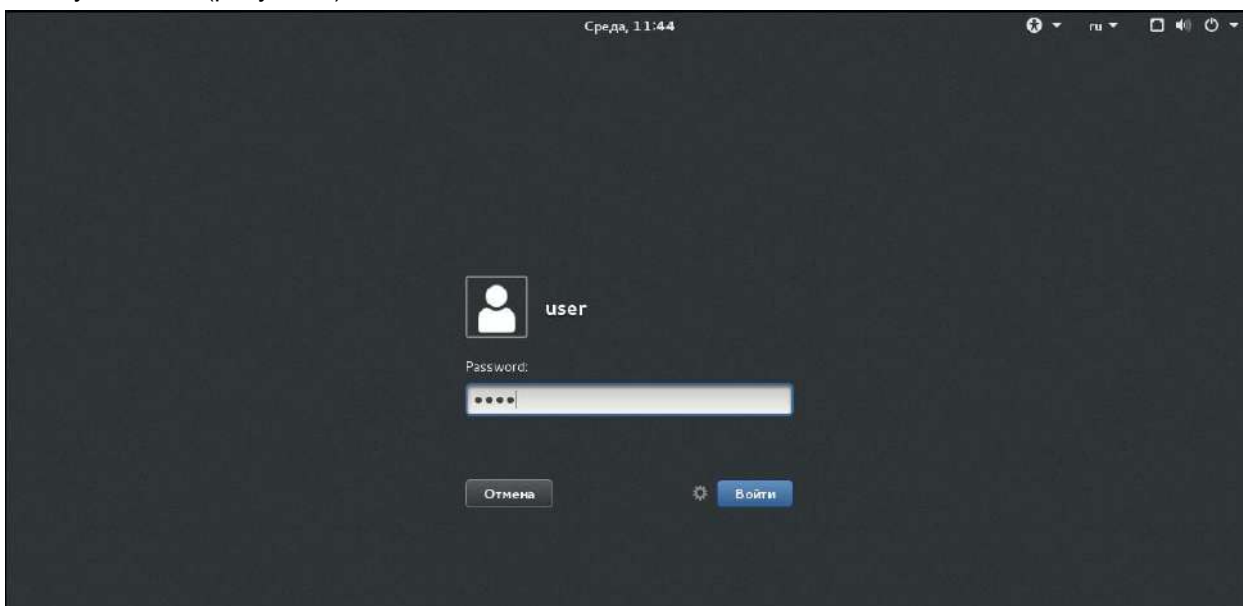 Среда, 11:44
ru
user
Password:
Отмена
Войти